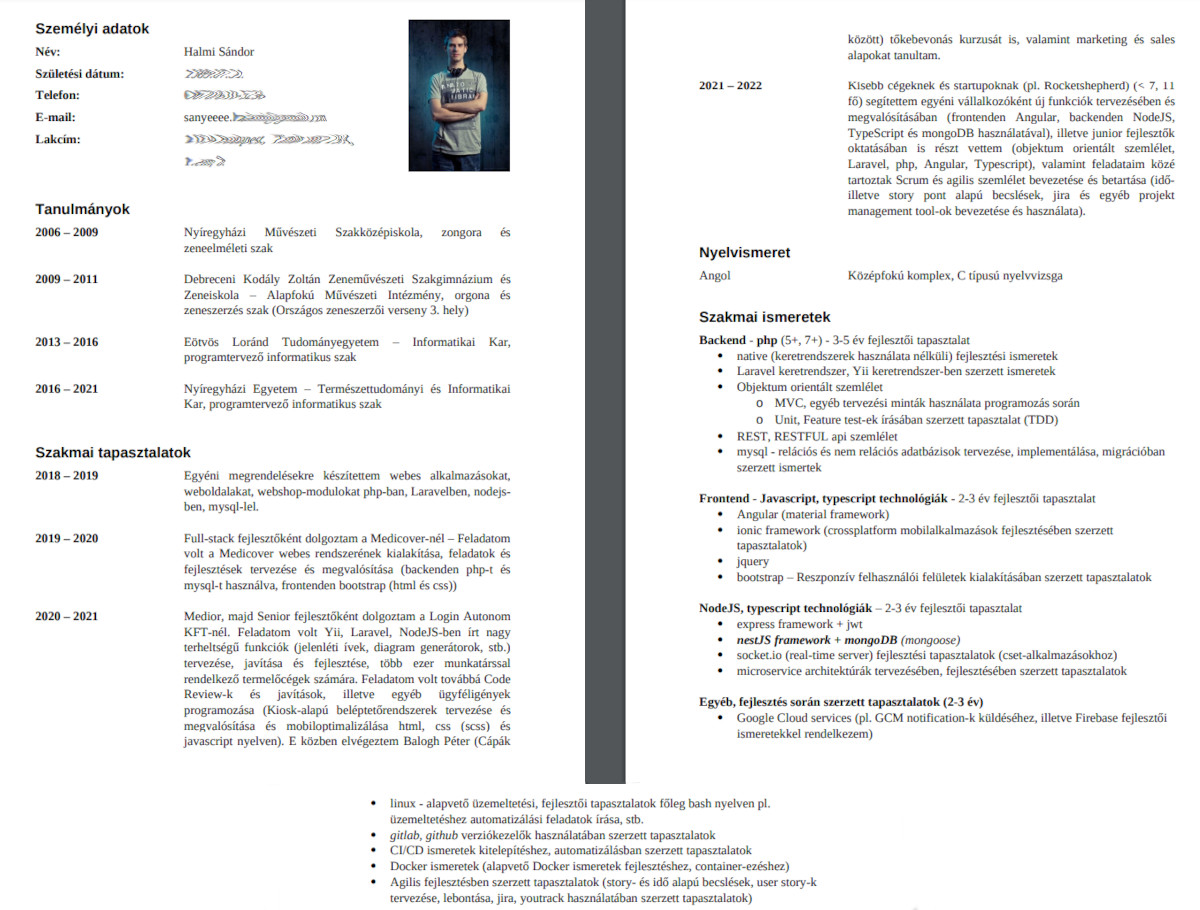 Személyi adatok
Név: Halmi Sándor
Születési dátum:
Telefon:
E-mail: sanyeeee.
Lakcím:
Tanulmányok
2006 – 2009 Nyíregyházi Művészeti Szakközépiskola, zongora és
zeneelméleti szak
2009 – 2011 Debreceni Kodály Zoltán Zeneművészeti Szakgimnázium és
Zeneiskola – Alapfokú Művészeti Intézmény, orgona és
zeneszerzés szak (Országos zeneszerzői verseny 3. hely)
2013 – 2016 Eötvös Loránd Tudományegyetem – Informatikai Kar,
programtervező informatikus szak
2016 – 2021 Nyíregyházi Egyetem – Természettudományi és Informatikai
Kar, programtervező informatikus szak
Szakmai tapasztalatok
2018 – 2019 Egyéni megrendelésekre készítettem webes alkalmazásokat,
weboldalakat, webshop-modulokat php-ban, Laravelben, nodejs-
ben, mysql-lel.
2019 – 2020 Full-stack fejlesztőként dolgoztam a Medicover-nél – Feladatom
volt a Medicover webes rendszerének kialakítása, feladatok és
fejlesztések tervezése és megvalósítása (backenden php-t és
mysql-t használva, frontenden bootstrap (html és css))
2020 – 2021 Medior, majd Senior fejlesztőként dolgoztam a Login Autonom
KFT-nél. Feladatom volt Yii, Laravel, NodeJS-ben írt nagy
terheltségű funkciók (jelenléti ívek, diagram generátorok, stb.)
tervezése, javítása és fejlesztése, több ezer munkatárssal
rendelkező termelőcégek számára. Feladatom volt továbbá Code
Review-k és javítások, illetve egyéb ügyféligények
programozása (Kiosk-alapú beléptetőrendszerek tervezése és
megvalósítása és mobiloptimalizálása html, css (scss) és
javascript nyelven). E közben elvégeztem Balogh Péter (Cápák
között) tőkebevonás kurzusát is, valamint marketing és sales
alapokat tanultam.
2021 – 2022 Kisebb cégeknek és startupoknak (pl. Rocketshepherd) (< 7, 11
fő) segítettem egyéni vállalkozóként új funkciók tervezésében és
megvalósításában (frontenden Angular, backenden NodeJS,
TypeScript és mongoDB használatával), illetve junior fejlesztők
oktatásában is részt vettem (objektum orientált szemlélet,
Laravel, php, Angular, Typescript), valamint feladataim közé
tartoztak Scrum és agilis szemlélet bevezetése és betartása (idő-
illetve story pont alapú becslések, jira és egyéb projekt
management tool-ok bevezetése és használata).
Nyelvismeret
Angol Középfokú komplex, C típusú nyelvvizsga
Szakmai ismeretek
Backend - php (5+, 7+) - 3-5 év fejlesztői tapasztalat
• native (keretrendszerek használata nélküli) fejlesztési ismeretek
• Laravel keretrendszer, Yii keretrendszer-ben szerzett ismeretek
• Objektum orientált szemlélet
o MVC, egyéb tervezési minták használata programozás során
o Unit, Feature test-ek írásában szerzett tapasztalat (TDD)
• REST, RESTFUL api szemlélet
• mysql - relációs és nem relációs adatbázisok tervezése, implementálása, migrációban
szerzett ismertek
Frontend - Javascript, typescript technológiák - 2-3 év fejlesztői tapasztalat
• Angular (material framework)
• ionic framework (crossplatform mobilalkalmazások fejlesztésében szerzett
tapasztalatok)
• jquery
• bootstrap – Reszponzív felhasználói felületek kialakításában szerzett tapasztalatok
NodeJS, typescript technológiák – 2-3 év fejlesztői tapasztalat
• express framework + jwt
• nestJS framework + mongoDB (mongoose)
• socket.io (real-time server) fejlesztési tapasztalatok (cset-alkalmazásokhoz)
• microservice architektúrák tervezésében, fejlesztésében szerzett tapasztalatok
Egyéb, fejlesztés során szerzett tapasztalatok (2-3 év)
• Google Cloud services (pl. GCM notification-k küldéséhez, illetve Firebase fejlesztői
ismeretekkel rendelkezem)
• linux - alapvető üzemeltetési, fejlesztői tapasztalatok főleg bash nyelven pl.
üzemeltetéshez automatizálási feladatok írása, stb.
• gitlab, github verziókezelők használatában szerzett tapasztalatok
• CI/CD ismeretek kitelepítéshez, automatizálásban szerzett tapasztalatok
• Docker ismeretek (alapvető Docker ismeretek fejlesztéshez, container-ezéshez)
• Agilis fejlesztésben szerzett tapasztalatok (story- és idő alapú becslések, user story-k
tervezése, lebontása, jira, youtrack használatában szerzett tapasztalatok)